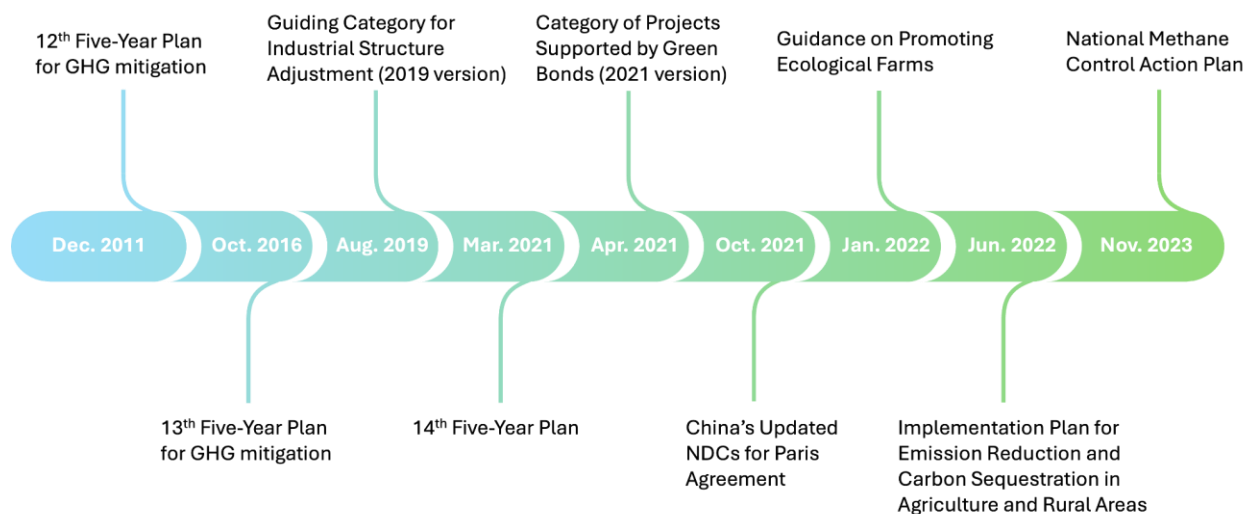 12th Five-Year Plan
for GHG mitigation
Guiding Category for
Industrial Structure
Adjustment (2019 version)
Category of Projects
Supported by Green
Bonds (2021 version)
Guidance on Promoting
Ecological Farms
National Methane
Control Action Plan
Dec. 2011
Oct. 2016
Aug. 2019
Mar. 2021
Apr. 2021
Oct. 2021
Jan. 2022
Jun. 2022
Nov. 2023
13th Five-Year Plan
for GHG mitigation
14th Five-Year Plan
China's Updated
NDCs for Paris
Agreement
Implementation Plan for
Emission Reduction and
Carbon Sequestration in
Agriculture and Rural Areas